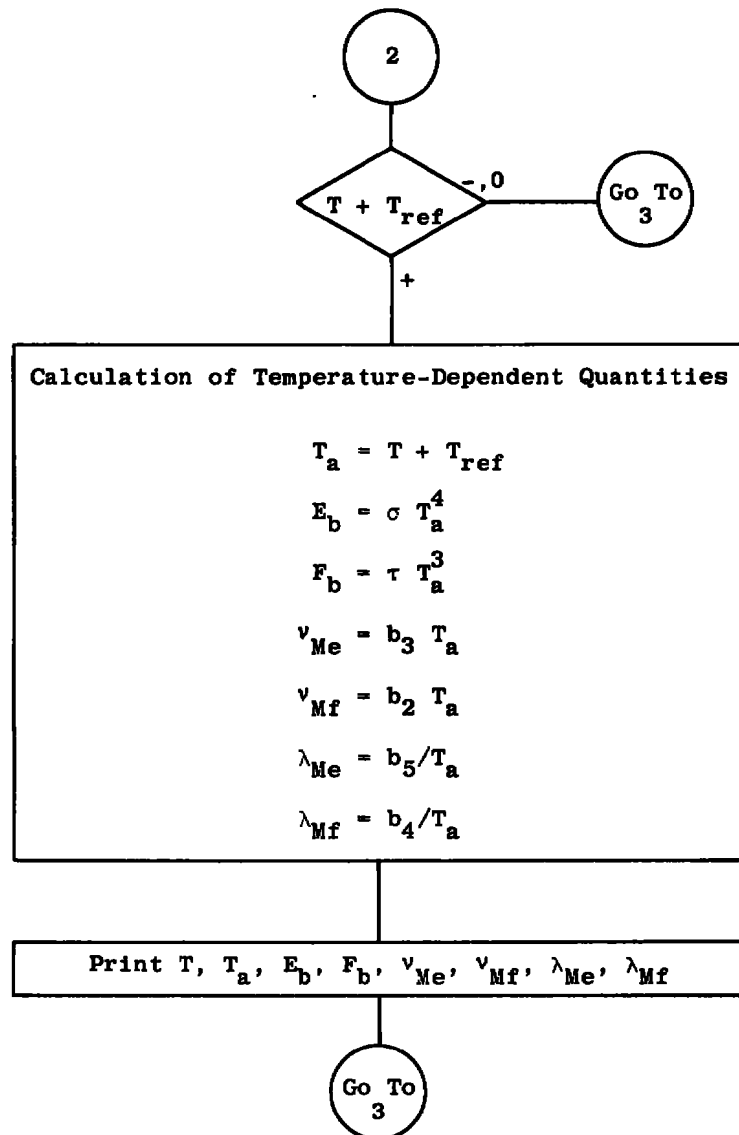 2
-,0
T + T_ref
Go To
3
+
Calculation of Temperature-Dependent Quantities
T_a = T + T_ref
E_b = σ T_a^4
F_b = τ T_a^3
ν_Me = b_3 T_a
ν_Mf = b_2 T_a
λ_Me = b_5/T_a
λ_Mf = b_4/T_a
Print T, T_a, E_b, F_b, ν_Me, ν_Mf, λ_Me, λ_Mf
Go To
3